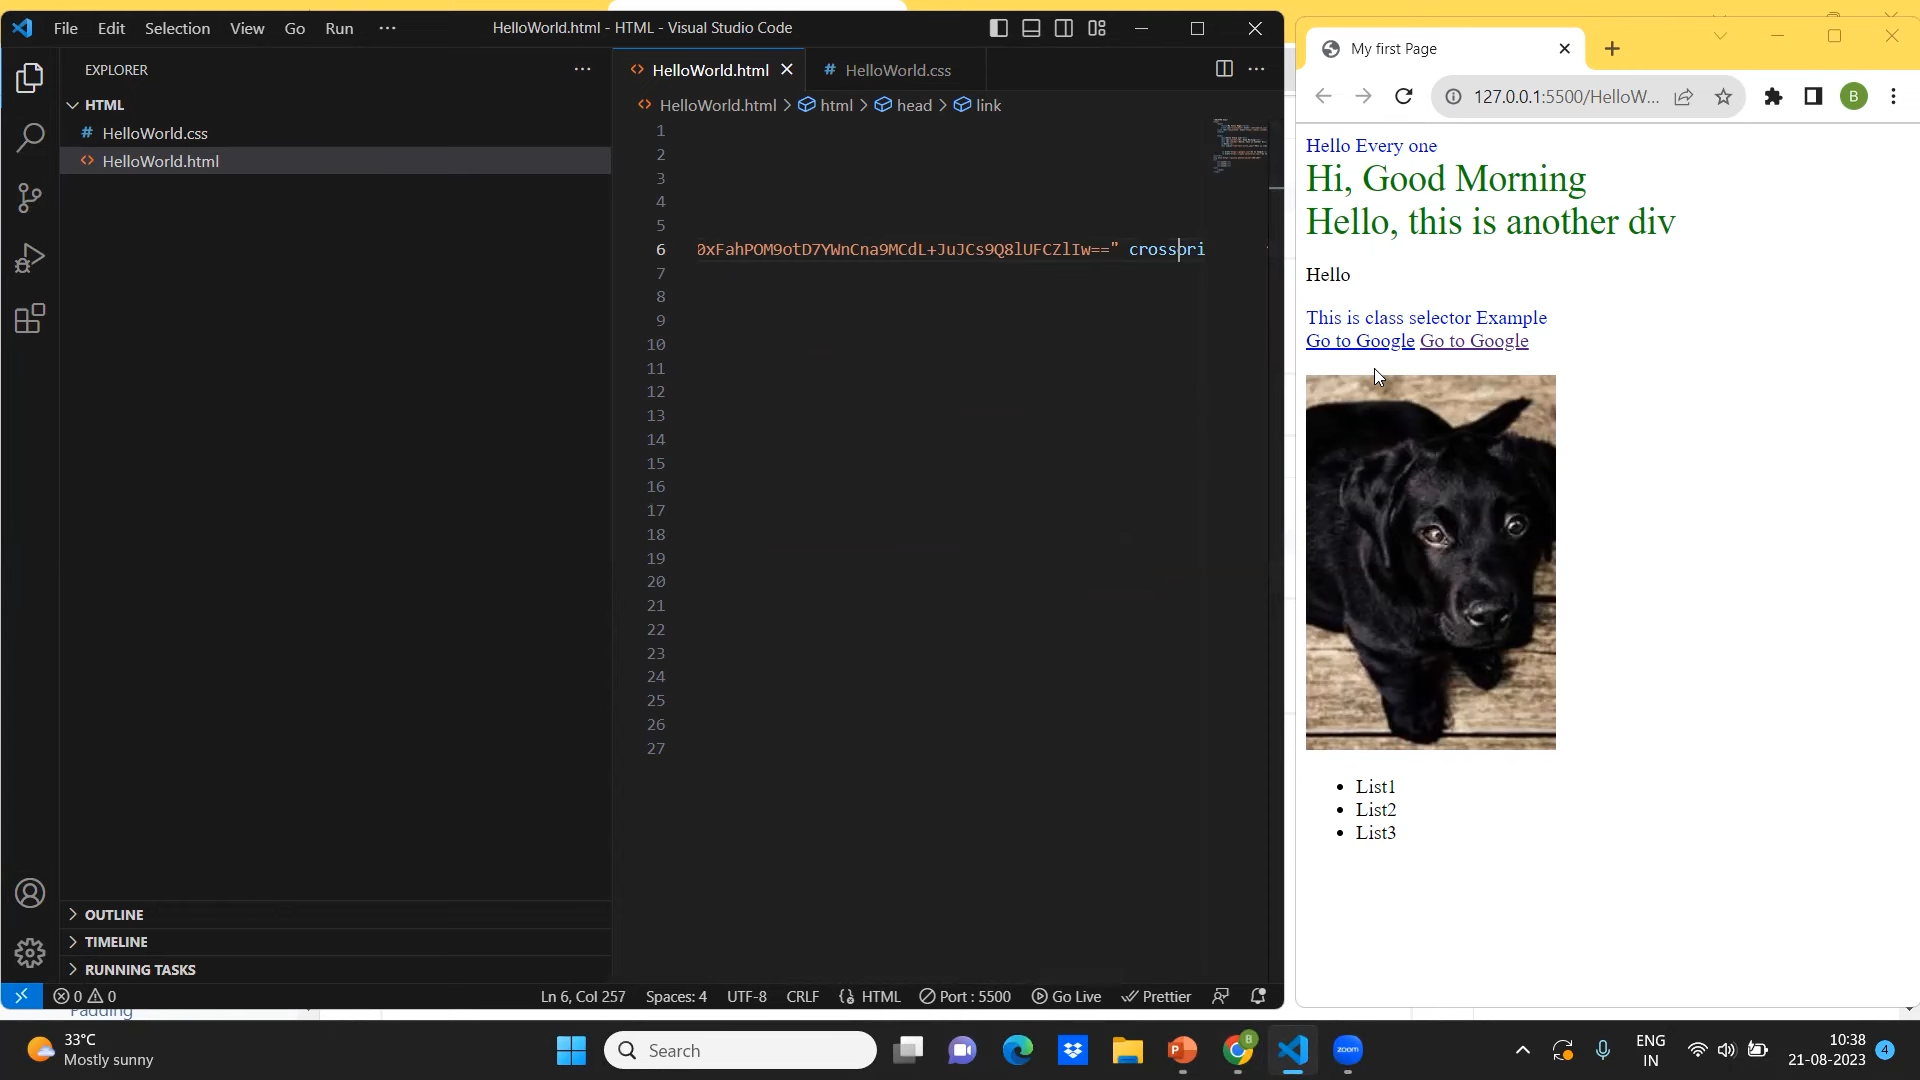 File Edit Selection View Go Run ···
HelloWorld.html - HTML - Visual Studio Code
EXPLORER
HTML
# HelloWorld.css
<> HelloWorld.html
OUTLINE
TIMELINE
RUNNING TASKS
<> HelloWorld.html
# HelloWorld.css
<> HelloWorld.html > html > head > link
1
2
3
4
5
6 0xFahPOM9otD7YWnCna9MCdL+JuJCs9Q8lUFCZlIw==" crossori
7
8
9
10
11
12
13
14
15
16
17
18
19
20
21
22
23
24
25
26
27
0 0 Ln 6, Col 257 Spaces: 4 UTF-8 CRLF HTML Port : 5500 Go Live Prettier
My first Page
127.0.0.1:5500/HelloW...
B
Hello Every one
Hi, Good Morning
Hello, this is another div
Hello
This is class selector Example
Go to Google Go to Google
• List1
• List2
• List3
Padding
33°C
Mostly sunny
Search
B
P
zoom
ENG
IN
10:38
21-08-2023
4